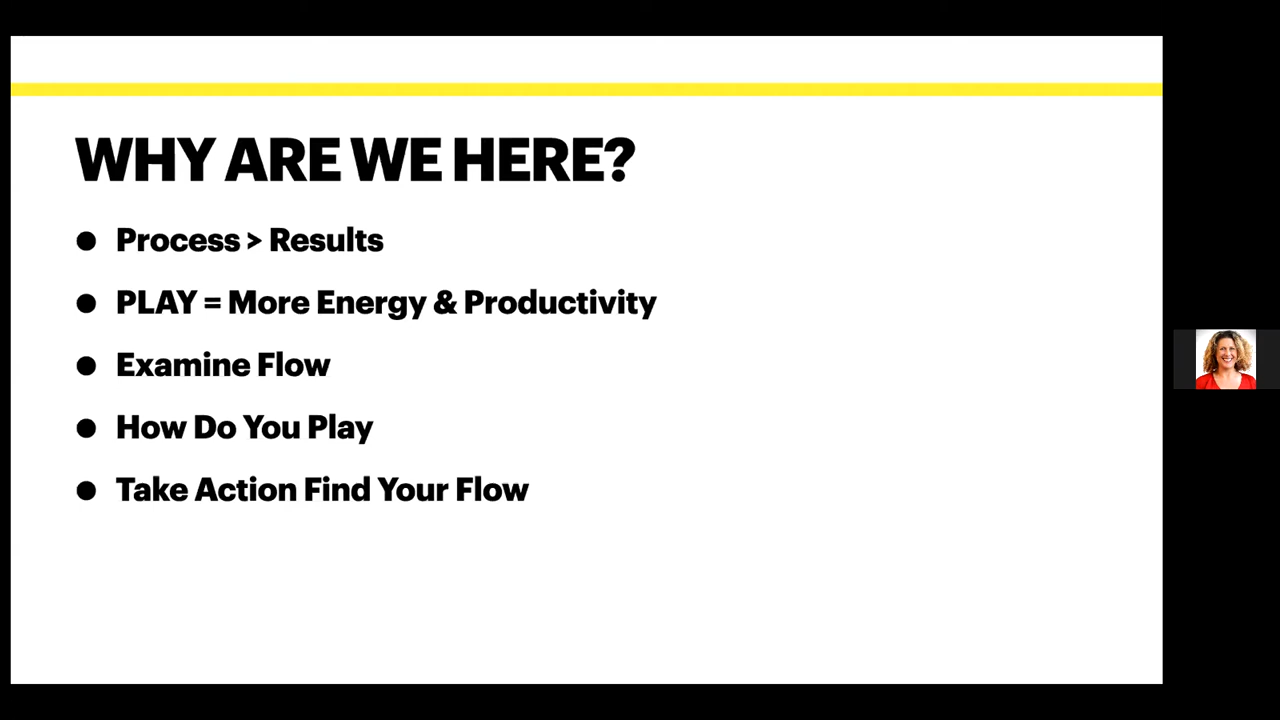 WHY ARE WE HERE?
● Process > Results
● PLAY = More Energy & Productivity
● Examine Flow
● How Do You Play
● Take Action Find Your Flow